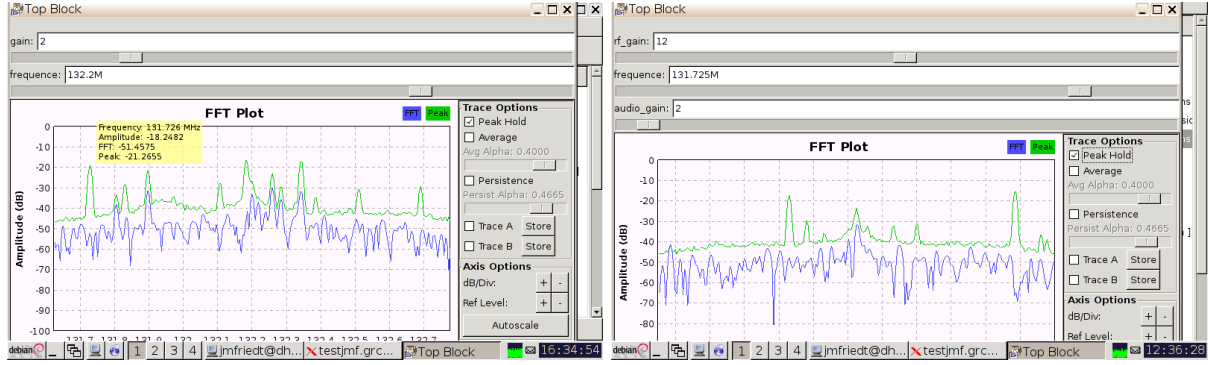 Top Block
gain: 2
frequence: 132.2M
FFT Plot
FFT Peak
Frequency: 131.726 MHz
Amplitude: -18.2482
FFT: -51.4575
Peak: -21.2655
Amplitude (dB)
0
-10
-20
-30
-40
-50
-60
-70
-80
-90
-100
Trace Options
Peak Hold
Average
Avg Alpha: 0.4000
Persistence
Persist Alpha: 0.4665
Trace A Store
Trace B Store
Axis Options
dB/Div: + -
Ref Level: + -
Autoscale
debian 1 2 3 4 jmfriedt@dh... testjmf.grc... Top Block 16:34:54
Top Block
rf_gain: 12
frequence: 131.725M
audio_gain: 2
FFT Plot
FFT Peak
Amplitude (dB)
0
-10
-20
-30
-40
-50
-60
-70
-80
Trace Options
Peak Hold
Average
Avg Alpha: 0.4000
Persistence
Persist Alpha: 0.4665
Trace A Store
Trace B Store
Axis Options
dB/Div: + -
Ref Level: + -
debian 1 2 3 4 jmfriedt@dh... testjmf.grc... Top Block 12:36:28